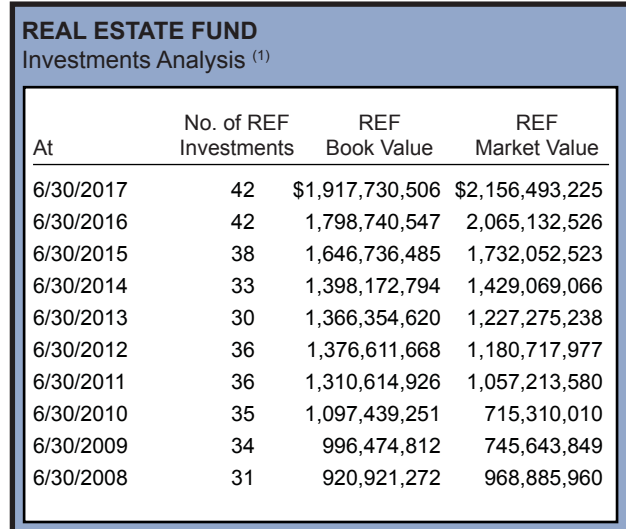 REAL ESTATE FUND
Investments Analysis (1)
No. of REF REF REF
At Investments Book Value Market Value
6/30/2017 42 $1,917,730,506 $2,156,493,225
6/30/2016 42 1,798,740,547 2,065,132,526
6/30/2015 38 1,646,736,485 1,732,052,523
6/30/2014 33 1,398,172,794 1,429,069,066
6/30/2013 30 1,366,354,620 1,227,275,238
6/30/2012 36 1,376,611,668 1,180,717,977
6/30/2011 36 1,310,614,926 1,057,213,580
6/30/2010 35 1,097,439,251 715,310,010
6/30/2009 34 996,474,812 745,643,849
6/30/2008 31 920,921,272 968,885,960